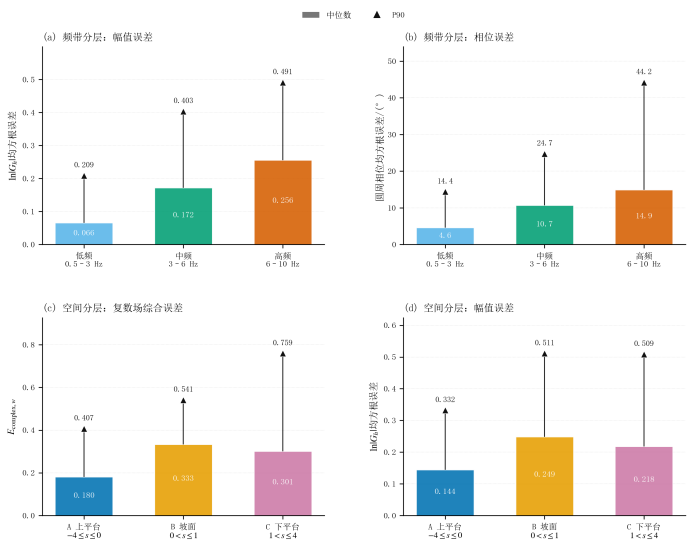 中位数 P90
(a) 频带分层：幅值误差
ln|G_h|均方根误差
0.5
0.4
0.3
0.2
0.1
0.0
0.209
0.403
0.491
0.066
0.172
0.256
低频 中频 高频
0.5-3 Hz 3-6 Hz 6-10 Hz
(b) 频带分层：相位误差
圆周相位均方根误差/(°)
50
40
30
20
10
0
14.4
24.7
44.2
4.6
10.7
14.9
低频 中频 高频
0.5-3 Hz 3-6 Hz 6-10 Hz
(c) 空间分层：复数场综合误差
E_complex,w
0.8
0.6
0.4
0.2
0.0
0.407
0.541
0.759
0.180
0.333
0.301
A 上平台 B 坡面 C 下平台
−4≤s≤0 0<s≤1 1<s≤4
(d) 空间分层：幅值误差
ln|G_h|均方根误差
0.6
0.5
0.4
0.3
0.2
0.1
0.0
0.332
0.511
0.509
0.144
0.249
0.218
A 上平台 B 坡面 C 下平台
−4≤s≤0 0<s≤1 1<s≤4